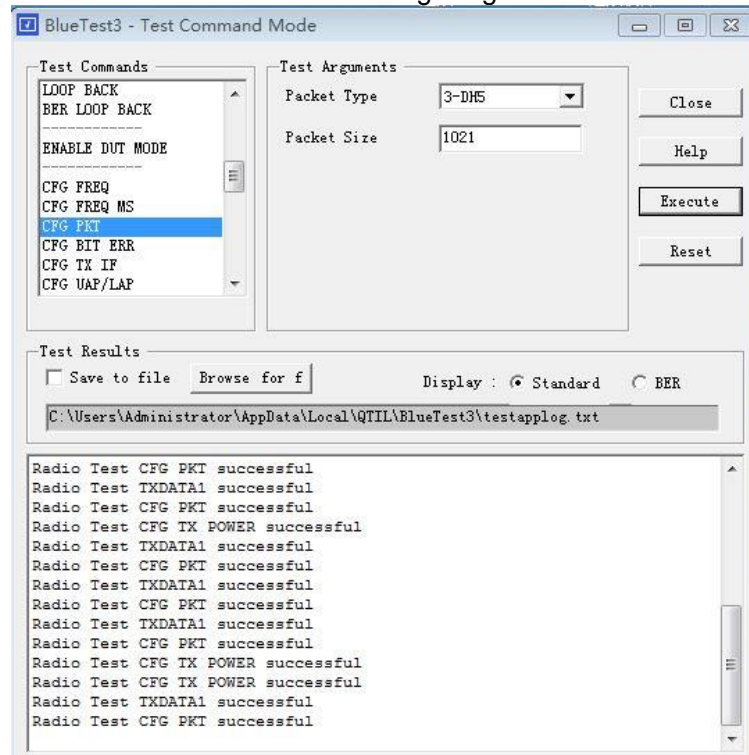 BlueTest3 - Test Command Mode
Test Commands
LOOP BACK
BER LOOP BACK
------------
ENABLE DUT MODE
------------
CFG FREQ
CFG FREQ MS
CFG PKT
CFG BIT ERR
CFG TX IF
CFG UAP/LAP
Test Arguments
Packet Type 3-DH5
Packet Size 1021
Close
Help
Execute
Reset
Test Results
Save to file Browse for f Display : Standard BER
C:\Users\Administrator\AppData\Local\QTIL\BlueTest3\testapplog.txt
Radio Test CFG PKT successful
Radio Test TXDATA1 successful
Radio Test CFG PKT successful
Radio Test CFG TX POWER successful
Radio Test TXDATA1 successful
Radio Test CFG PKT successful
Radio Test TXDATA1 successful
Radio Test CFG PKT successful
Radio Test TXDATA1 successful
Radio Test CFG PKT successful
Radio Test CFG TX POWER successful
Radio Test CFG TX POWER successful
Radio Test TXDATA1 successful
Radio Test CFG PKT successful